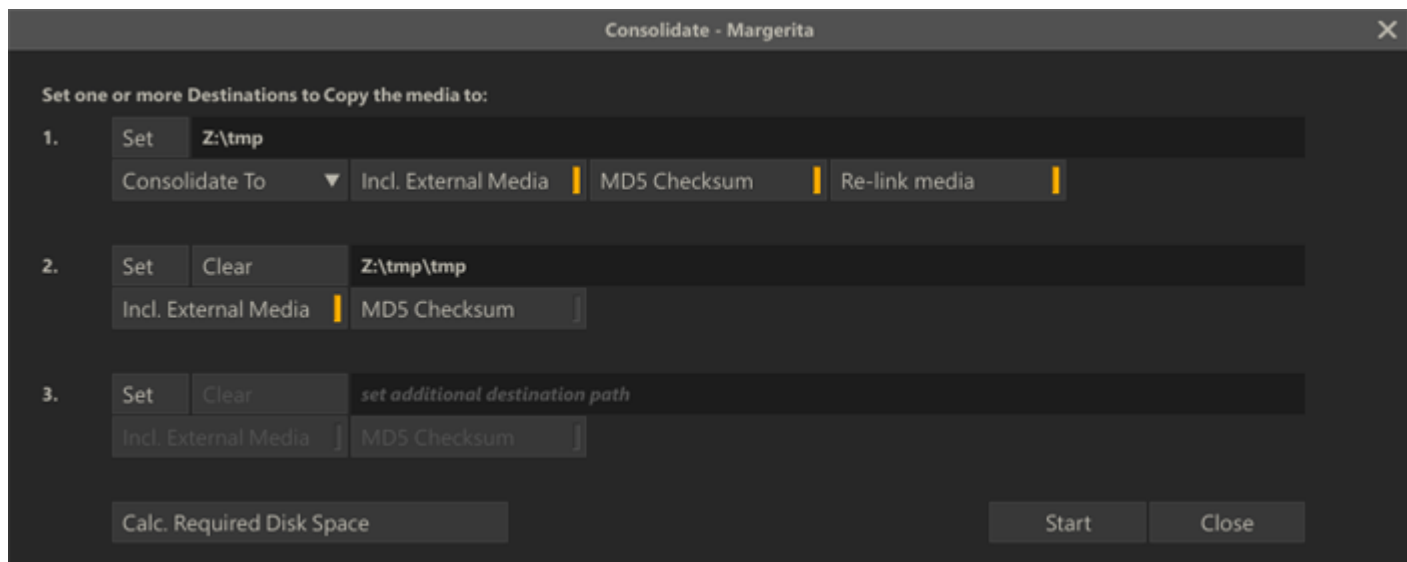 Consolidate - Margerita
Set one or more Destinations to Copy the media to:
1. Set Z:\tmp
Consolidate To Incl. External Media MD5 Checksum Re-link media
2. Set Clear Z:\tmp\tmp
Incl. External Media MD5 Checksum
3. Set Clear set additional destination path
Incl. External Media MD5 Checksum
Calc. Required Disk Space Start Close